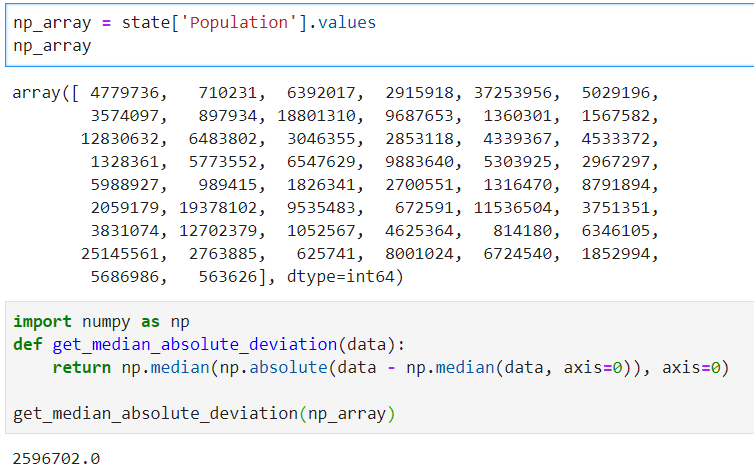 np_array = state['Population'].values
np_array
array([ 4779736,   710231,  6392017,  2915918, 37253956,  5029196,
        3574097,   897934, 18801310,  9687653,  1360301,  1567582,
       12830632,  6483802,  3046355,  2853118,  4339367,  4533372,
        1328361,  5773552,  6547629,  9883640,  5303925,  2967297,
        5988927,   989415,  1826341,  2700551,  1316470,  8791894,
        2059179, 19378102,  9535483,   672591, 11536504,  3751351,
        3831074, 12702379,  1052567,  4625364,   814180,  6346105,
       25145561,  2763885,   625741,  8001024,  6724540,  1852994,
        5686986,   563626], dtype=int64)
import numpy as np
def get_median_absolute_deviation(data):
    return np.median(np.absolute(data - np.median(data, axis=0)), axis=0)
get_median_absolute_deviation(np_array)
2596702.0